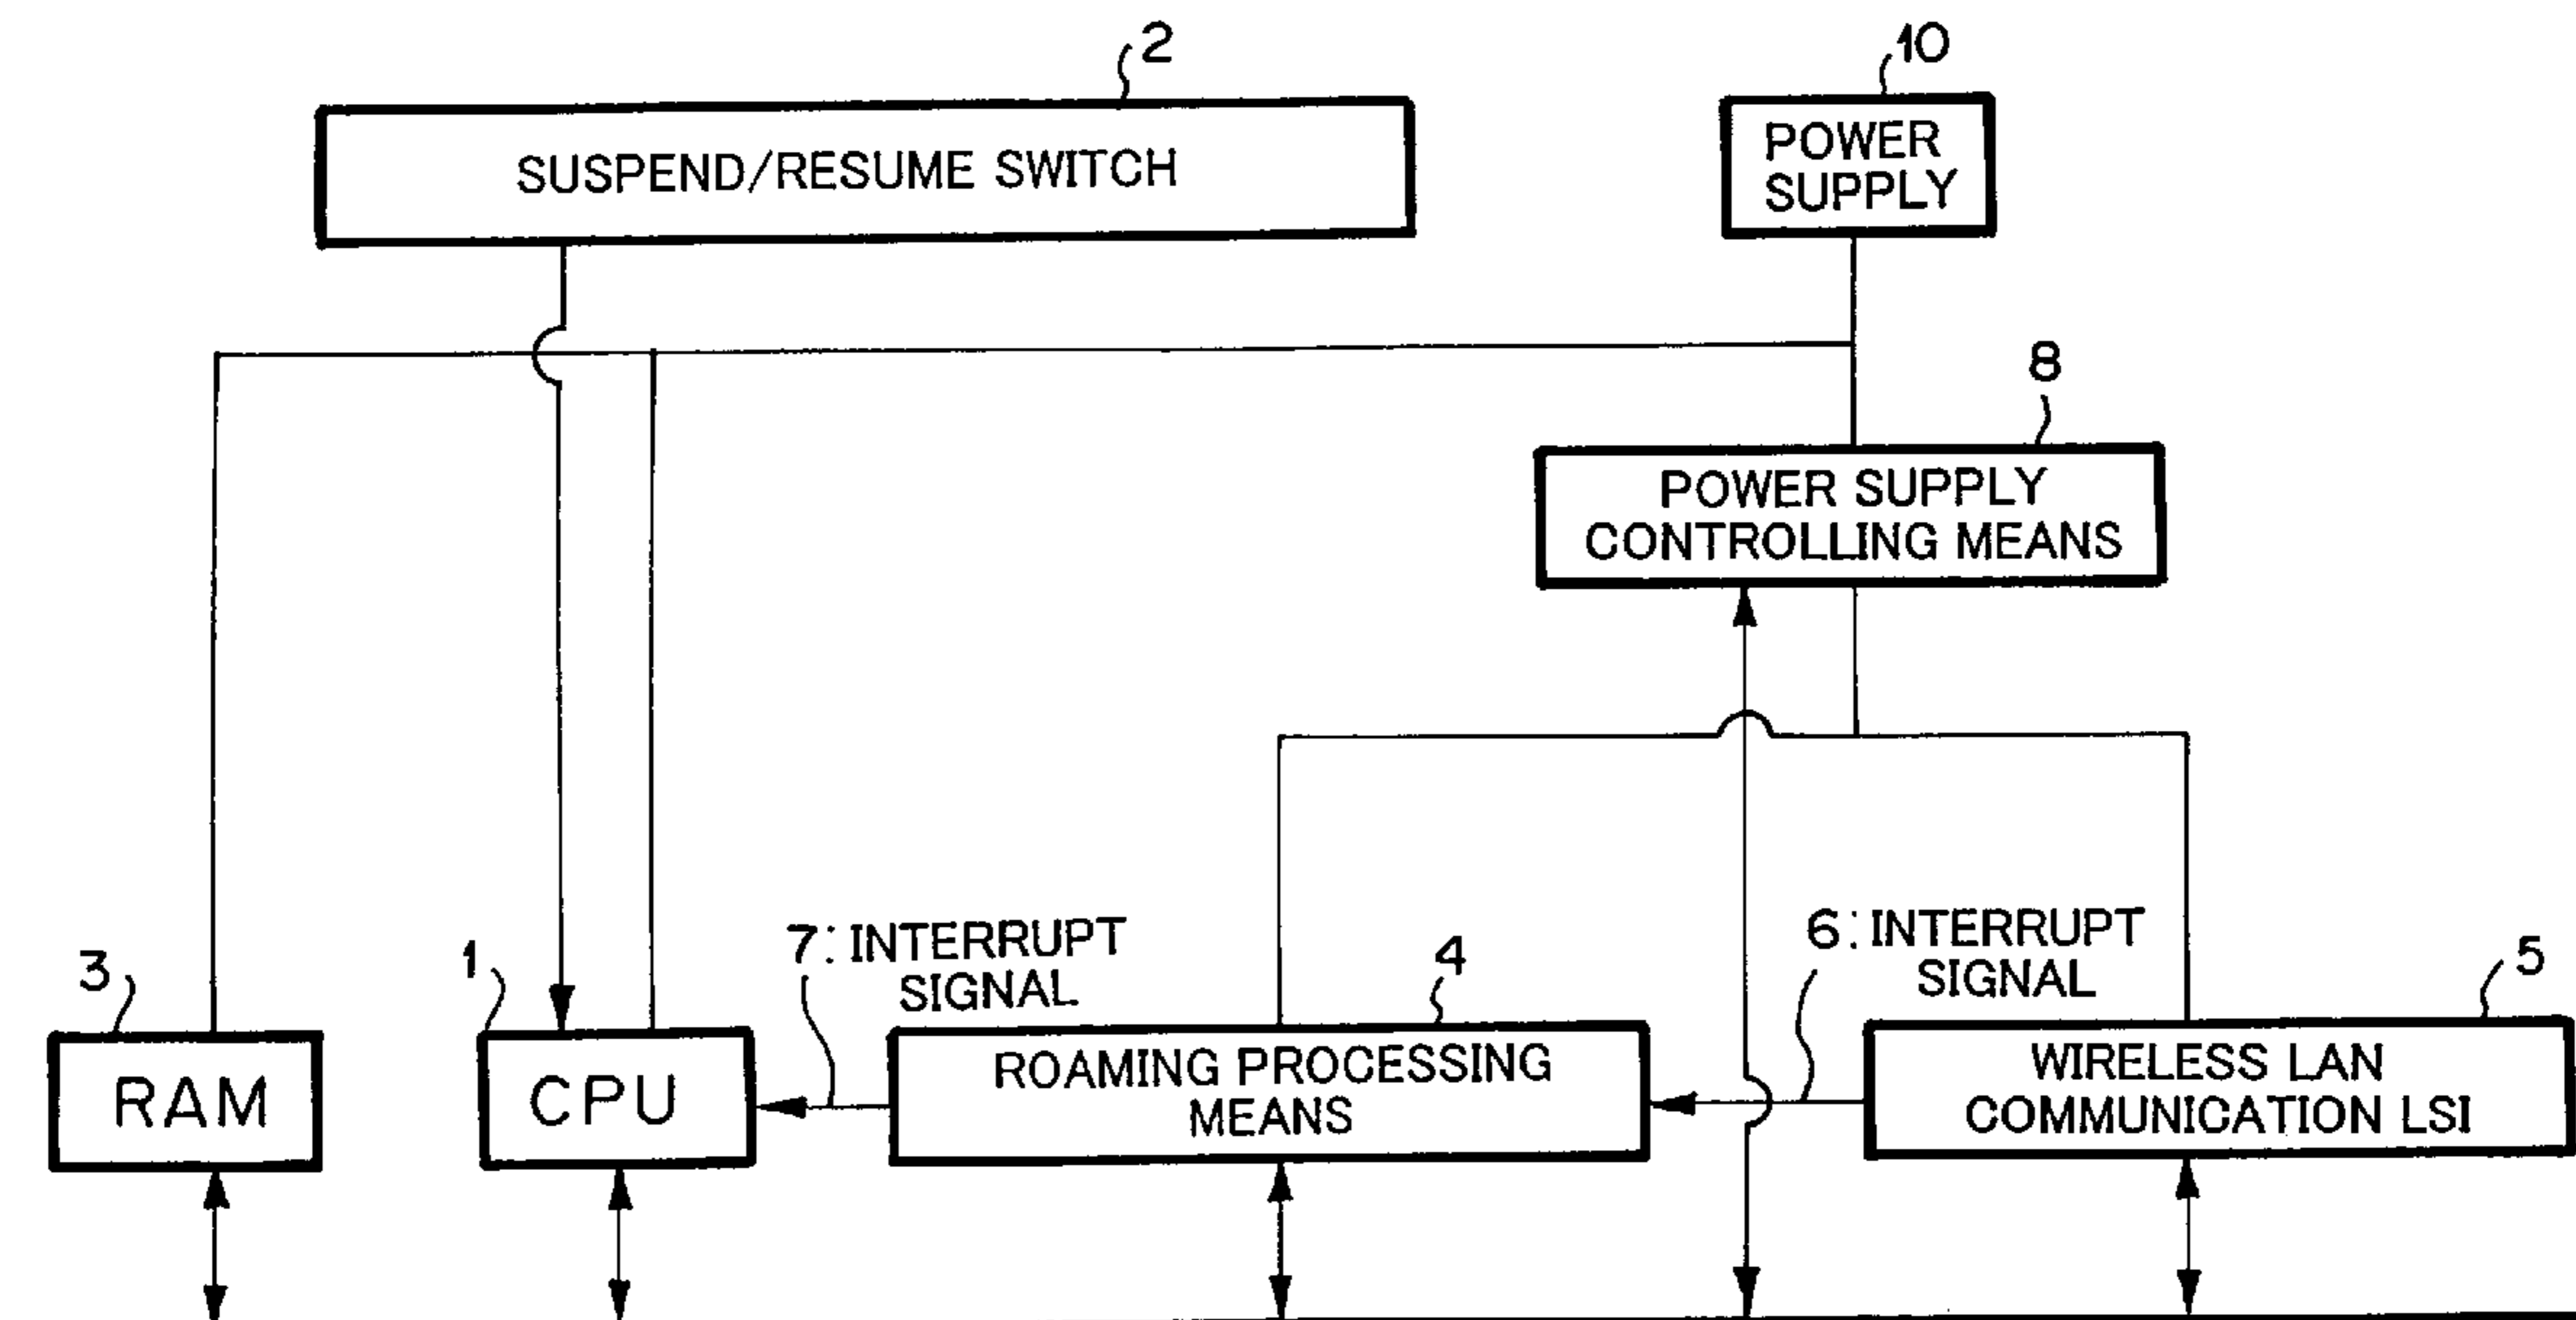 2
10
SUSPEND/RESUME SWITCH
POWER
SUPPLY
8
POWER SUPPLY
CONTROLLING MEANS
3
1
7: INTERRUPT
SIGNAL
4
6: INTERRUPT
SIGNAL
5
RAM
CPU
ROAMING PROCESSING
MEANS
WIRELESS LAN
COMMUNICATION LSI